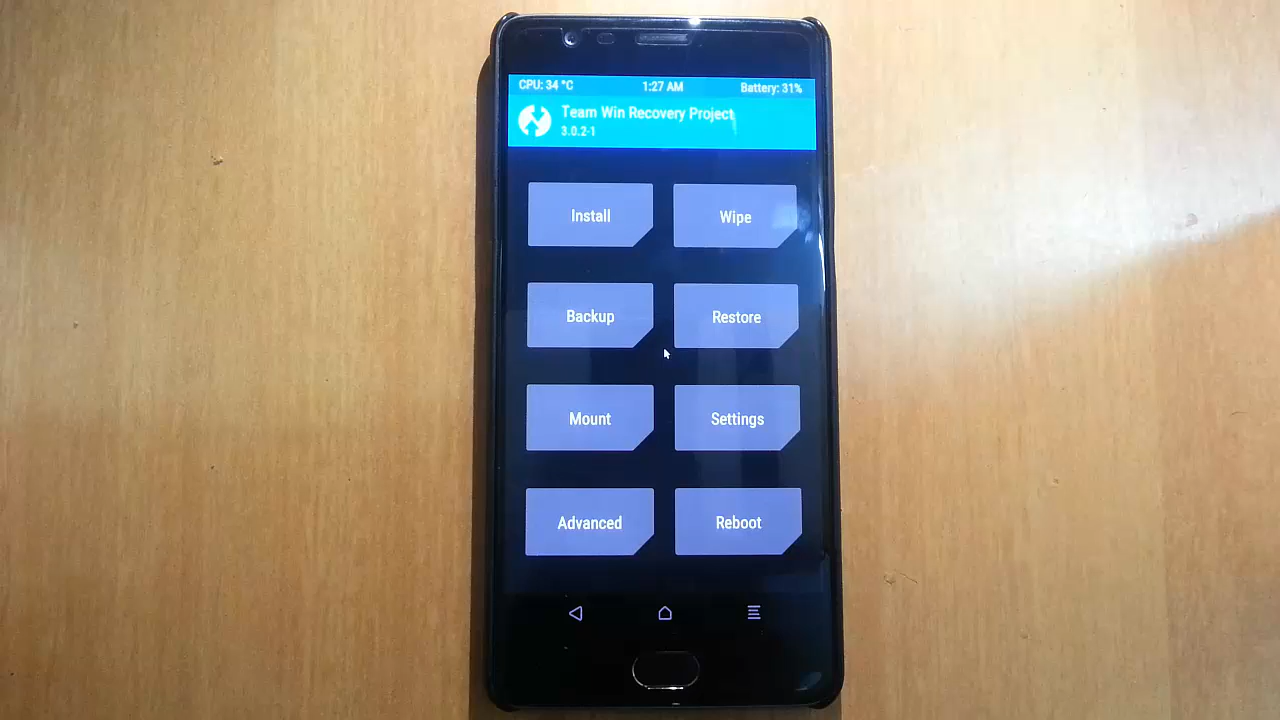 CPU: 34 °C 1:27 AM Battery: 31%
Team Win Recovery Project
3.0.2-1
Install Wipe
Backup Restore
Mount Settings
Advanced Reboot